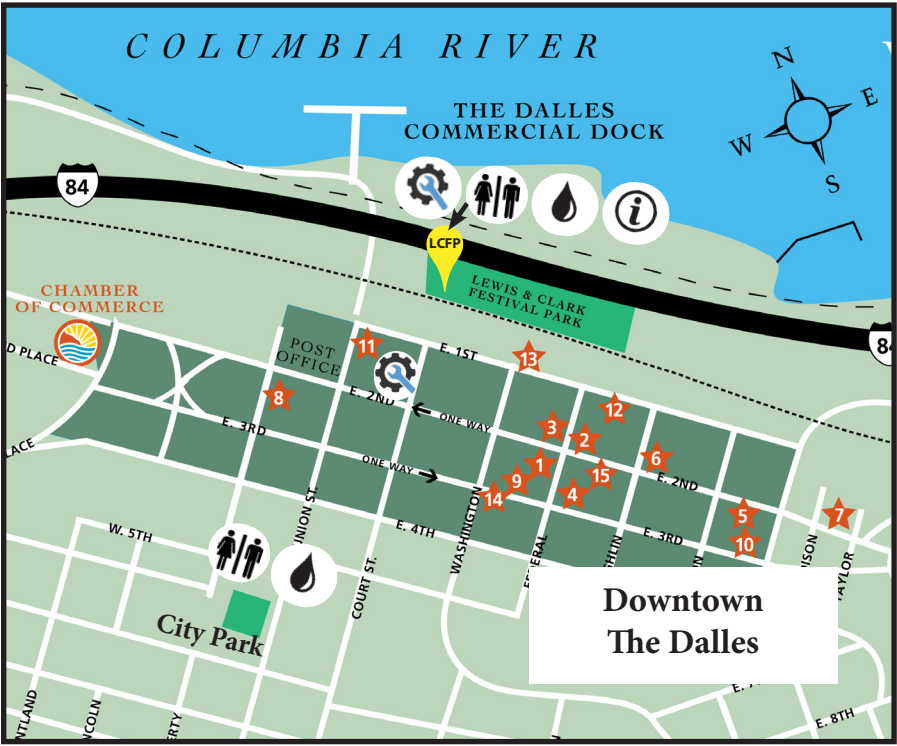 COLUMBIA RIVER
N
E
W
S
THE DALLES
COMMERCIAL DOCK
84
LCFP
LEWIS & CLARK
FESTIVAL PARK
CHAMBER
OF COMMERCE
D PLACE
POST
OFFICE
11
E. 1ST
13
84
8
E. 2ND
ONE WAY
12
3
2
E. 3RD
6
ONE WAY
1
15
E. 2ND
9
14
4
LACE
5
7
E. 4TH
E. 3RD
10
W. 5TH
UNION ST.
COURT ST.
WASHINGTON
TAYLOR
City Park
Downtown
The Dalles
E. 8TH